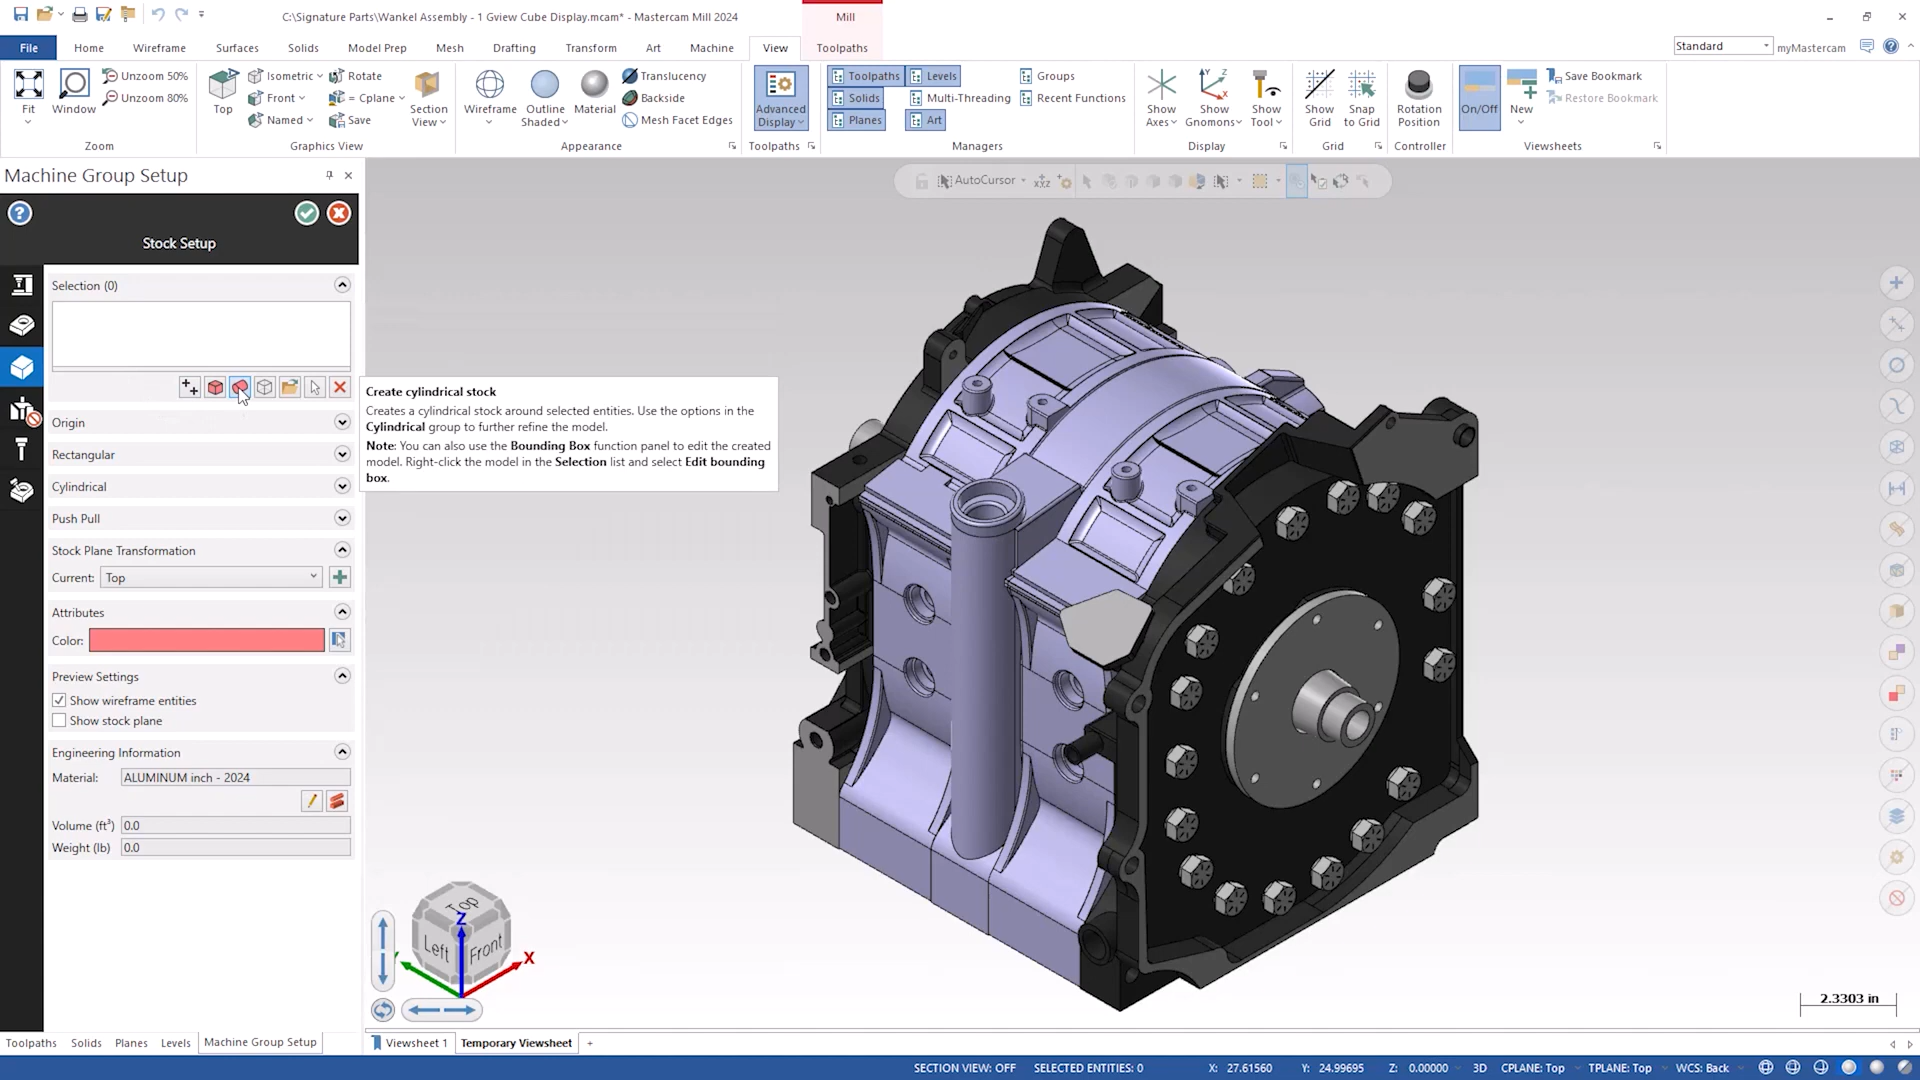 C:\Signature Parts\Wankel Assembly - 1 Gview Cube Display.mcam* - Mastercam Mill 2024
Mill
File
Home
Wireframe
Surfaces
Solids
Model Prep
Mesh
Drafting
Transform
Art
Machine
View
Toolpaths
Standard
myMastercam
Fit
Window
Unzoom 50%
Unzoom 80%
Zoom
Top
Isometric
Front
Named
Rotate
= Cplane
Save
Section
View
Graphics View
Wireframe
Outline
Shaded
Material
Translucency
Backside
Mesh Facet Edges
Appearance
Advanced
Display
Toolpaths
Toolpaths
Solids
Planes
Levels
Multi-Threading
Art
Groups
Recent Functions
Managers
Show
Axes
Show
Gnomons
Show
Tool
Display
Show
Grid
Snap
to Grid
Grid
Rotation
Position
Controller
On/Off
New
Save Bookmark
Restore Bookmark
Viewsheets
Machine Group Setup
AutoCursor
Stock Setup
Selection (0)
Create cylindrical stock
Creates a cylindrical stock around selected entities. Use the options in the
Cylindrical group to further refine the model.
Note: You can also use the Bounding Box function panel to edit the created
model. Right-click the model in the Selection list and select Edit bounding
box.
Origin
Rectangular
Cylindrical
Push Pull
Stock Plane Transformation
Current: Top
Attributes
Color:
Preview Settings
Show wireframe entities
Show stock plane
Engineering Information
Material: ALUMINUM inch - 2024
Volume (ft³) 0.0
Weight (lb) 0.0
Top
Z
Left
Front
X
Y
2.3303 in
Toolpaths
Solids
Planes
Levels
Machine Group Setup
Viewsheet 1
Temporary Viewsheet
+
SECTION VIEW: OFF
SELECTED ENTITIES: 0
X: 27.61560
Y: 24.99695
Z: 0.00000
3D
CPLANE: Top
TPLANE: Top
WCS: Back